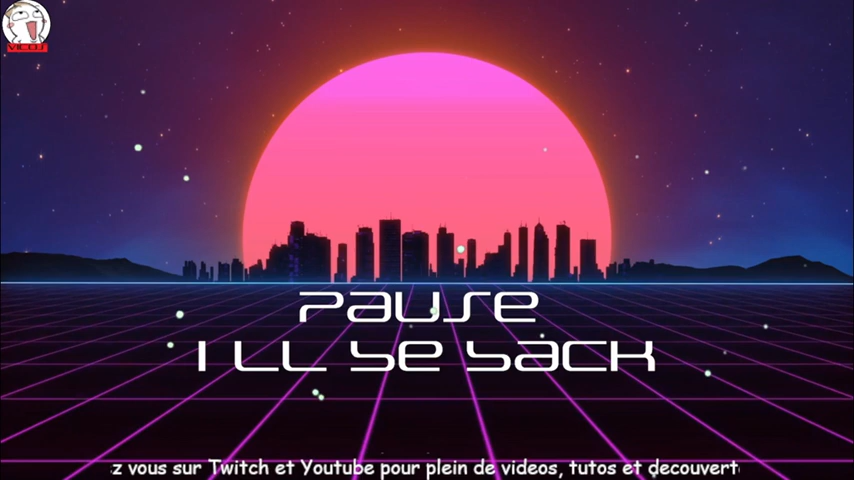 PAUSE
I LL BE BACK
z vous sur Twitch et Youtube pour plein de videos, tutos et decouvert